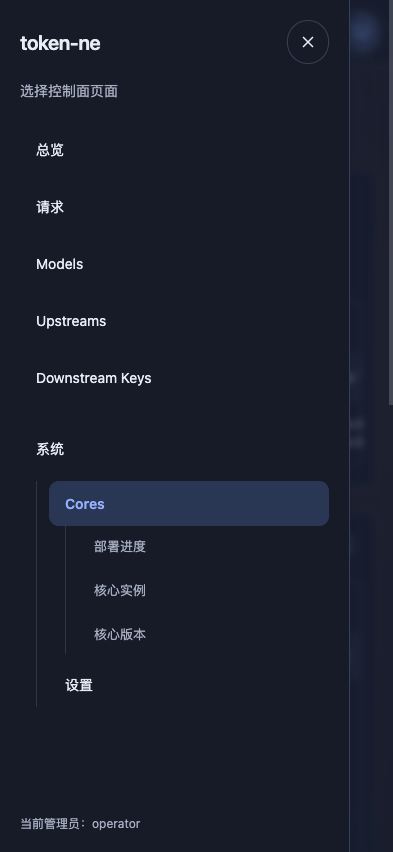 token-ne
选择控制面页面
总览
请求
Models
Upstreams
Downstream Keys
系统
Cores
部署进度
核心实例
核心版本
设置
当前管理员：operator